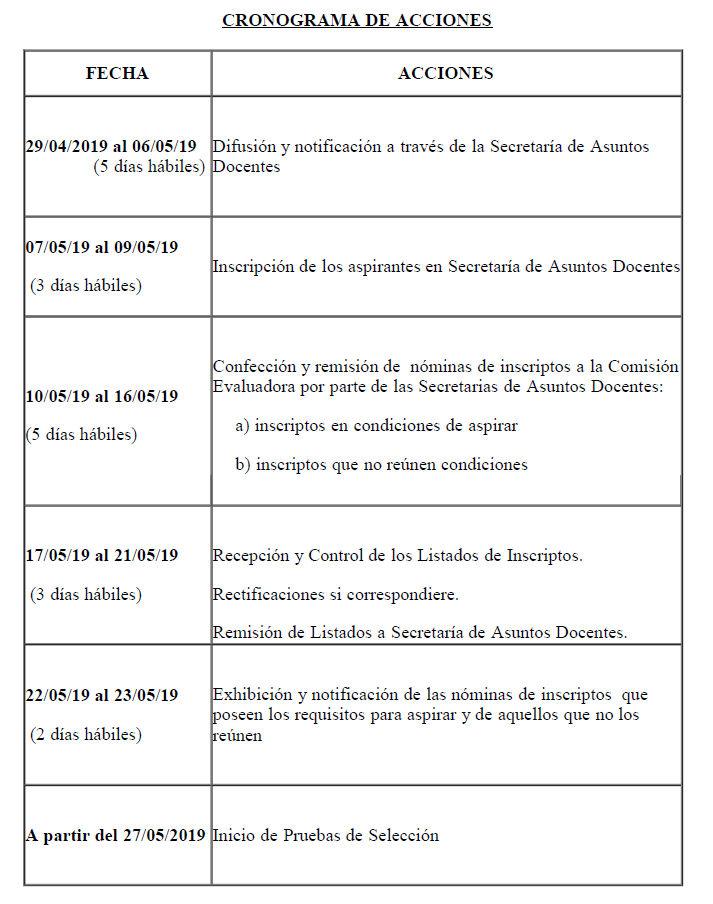 CRONOGRAMA DE ACCIONES
FECHA
ACCIONES
29/04/2019 al 06/05/19
(5 días hábiles)
Difusión y notificación a través de la Secretaría de Asuntos
Docentes
07/05/19 al 09/05/19
(3 días hábiles)
Inscripción de los aspirantes en Secretaría de Asuntos Docentes
10/05/19 al 16/05/19
(5 días hábiles)
Confección y remisión de nóminas de inscriptos a la Comisión
Evaluadora por parte de las Secretarias de Asuntos Docentes:
a) inscriptos en condiciones de aspirar
b) inscriptos que no reúnen condiciones
17/05/19 al 21/05/19
(3 días hábiles)
Recepción y Control de los Listados de Inscriptos.
Rectificaciones si correspondiere.
Remisión de Listados a Secretaría de Asuntos Docentes.
22/05/19 al 23/05/19
(2 días hábiles)
Exhibición y notificación de las nóminas de inscriptos que
poseen los requisitos para aspirar y de aquellos que no los
reúnen
A partir del 27/05/2019
Inicio de Pruebas de Selección